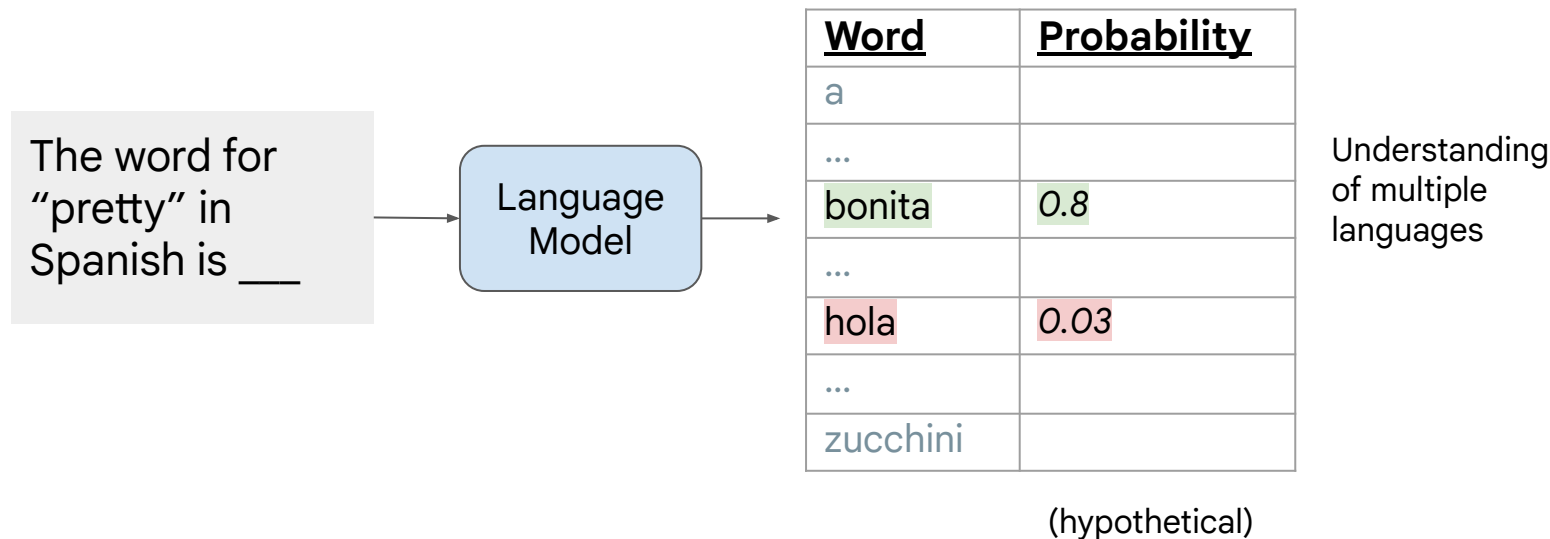 The word for
“pretty” in
Spanish is ___
Language
Model
Word Probability
a
...
bonita 0.8
...
hola 0.03
...
zucchini
(hypothetical)
Understanding
of multiple
languages